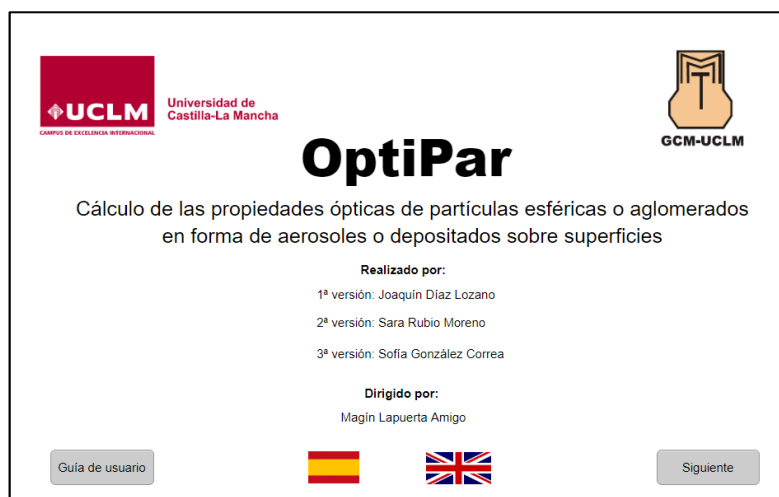 UCLM
CAMPUS DE EXCELENCIA INTERNACIONAL
Universidad de
Castilla-La Mancha
GCM-UCLM
OptiPar
Cálculo de las propiedades ópticas de partículas esféricas o aglomerados
en forma de aerosoles o depositados sobre superficies
Realizado por:
1ª versión: Joaquín Díaz Lozano
2ª versión: Sara Rubio Moreno
3ª versión: Sofía González Correa
Dirigido por:
Magín Lapuerta Amigo
Guía de usuario
Siguiente